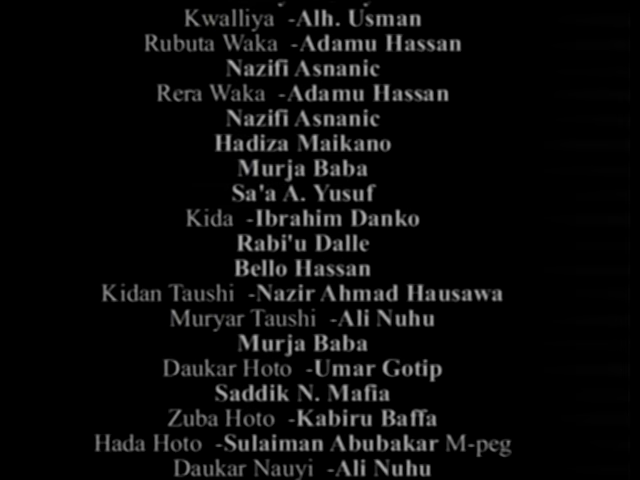 Kwalliya -Alh. Usman
Rubuta Waka -Adamu Hassan
Nazifi Asnanic
Rera Waka -Adamu Hassan
Nazifi Asnanic
Hadiza Maikano
Murja Baba
Sa'a A. Yusuf
Kida -Ibrahim Danko
Rabi'u Dalle
Bello Hassan
Kidan Taushi -Nazir Ahmad Hausawa
Muryar Taushi -Ali Nuhu
Murja Baba
Daukar Hoto -Umar Gotip
Saddik N. Mafia
Zuba Hoto -Kabiru Baffa
Hada Hoto -Sulaiman Abubakar M-peg
Daukar Nauyi -Ali Nuhu